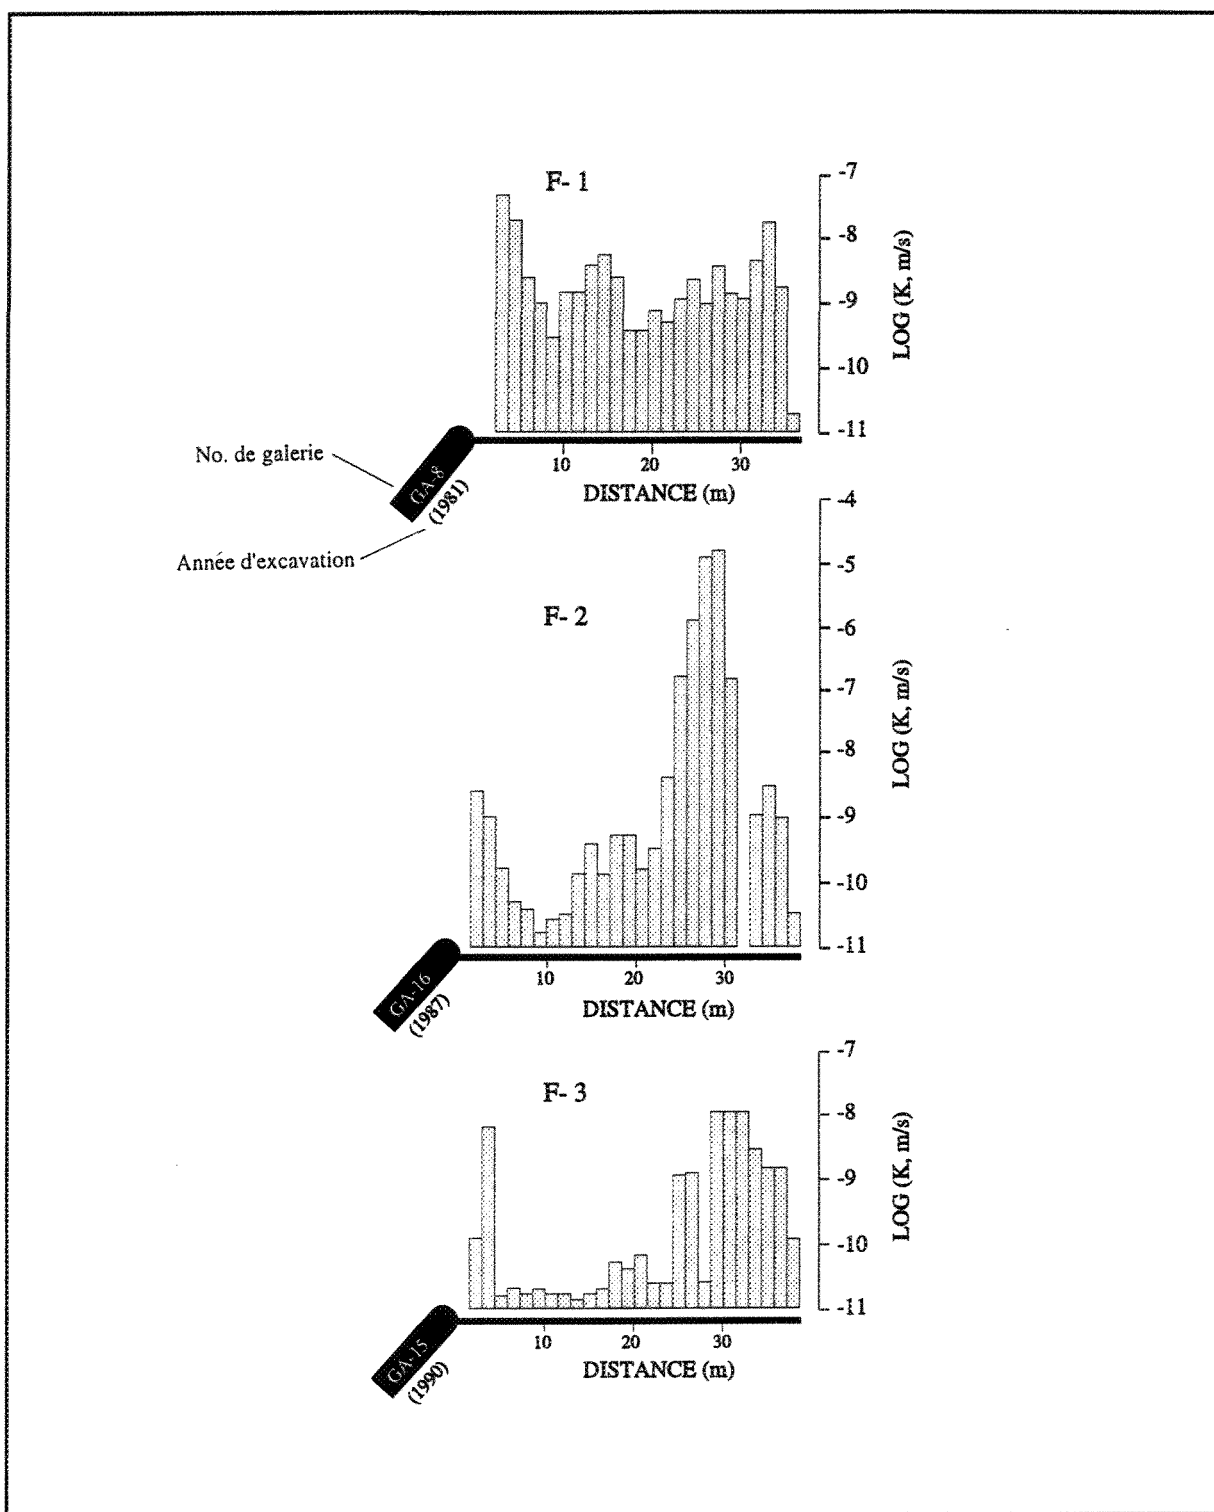 F- 1
-7
-8
-9
-10
-11
LOG (K, m/s)
10 20 30
DISTANCE (m)
No. de galerie
GA-8
(1981)
Année d'excavation
F- 2
-4
-5
-6
-7
-8
-9
-10
-11
LOG (K, m/s)
10 20 30
DISTANCE (m)
GA-16
(1987)
F- 3
-7
-8
-9
-10
-11
LOG (K, m/s)
10 20 30
DISTANCE (m)
GA-15
(1990)